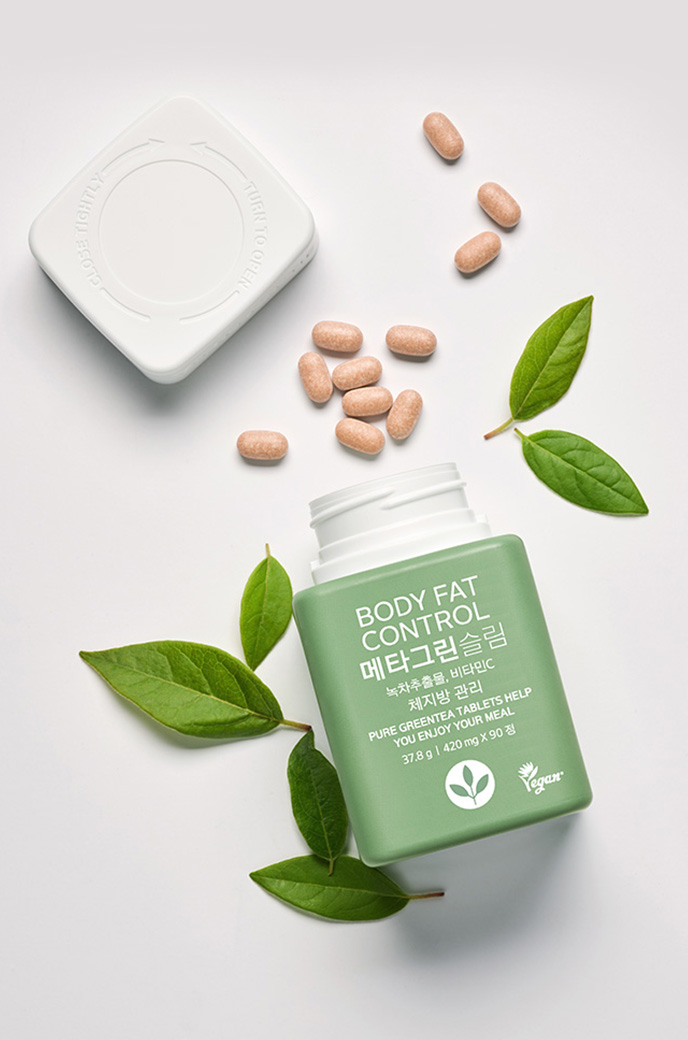 CLOSE TIGHTLY
TURN TO OPEN
BODY FAT
CONTROL
메타그린슬림
녹차추출물, 비타민C
체지방 관리
PURE GREENTEA TABLETS HELP
YOU ENJOY YOUR MEAL
37.8 g | 420 mg X 90 정
Vegan